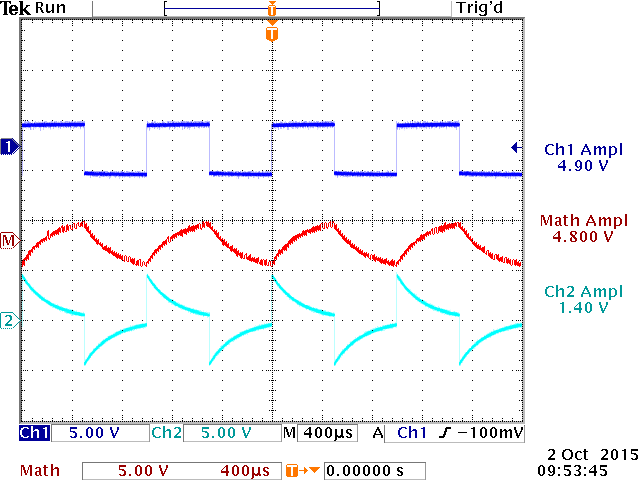 Tek Run Trig'd
T
T
1
Ch1 Ampl
4.90 V
M
Math Ampl
4.800 V
Ch2 Ampl
1.40 V
2
Ch1 5.00 V Ch2 5.00 V M 400µs A Ch1 −100mV
Math 5.00 V 400µs T 0.00000 s
2 Oct 2015
09:53:45